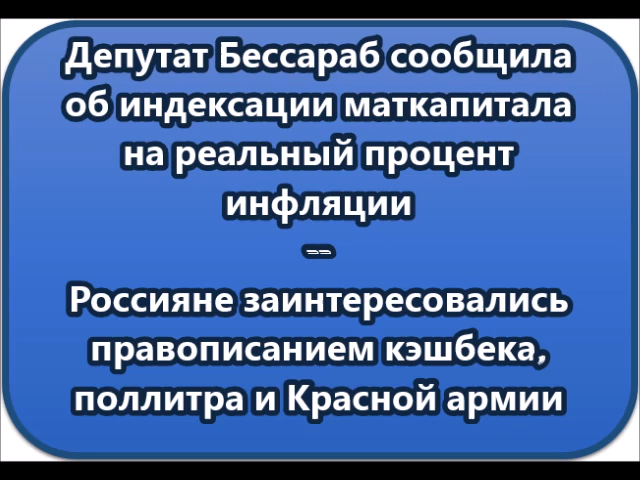 Депутат Бессараб сообщила
об индексации маткапитала
на реальный процент
инфляции
--
Россияне заинтересовались
правописанием кэшбека,
поллитра и Красной армии